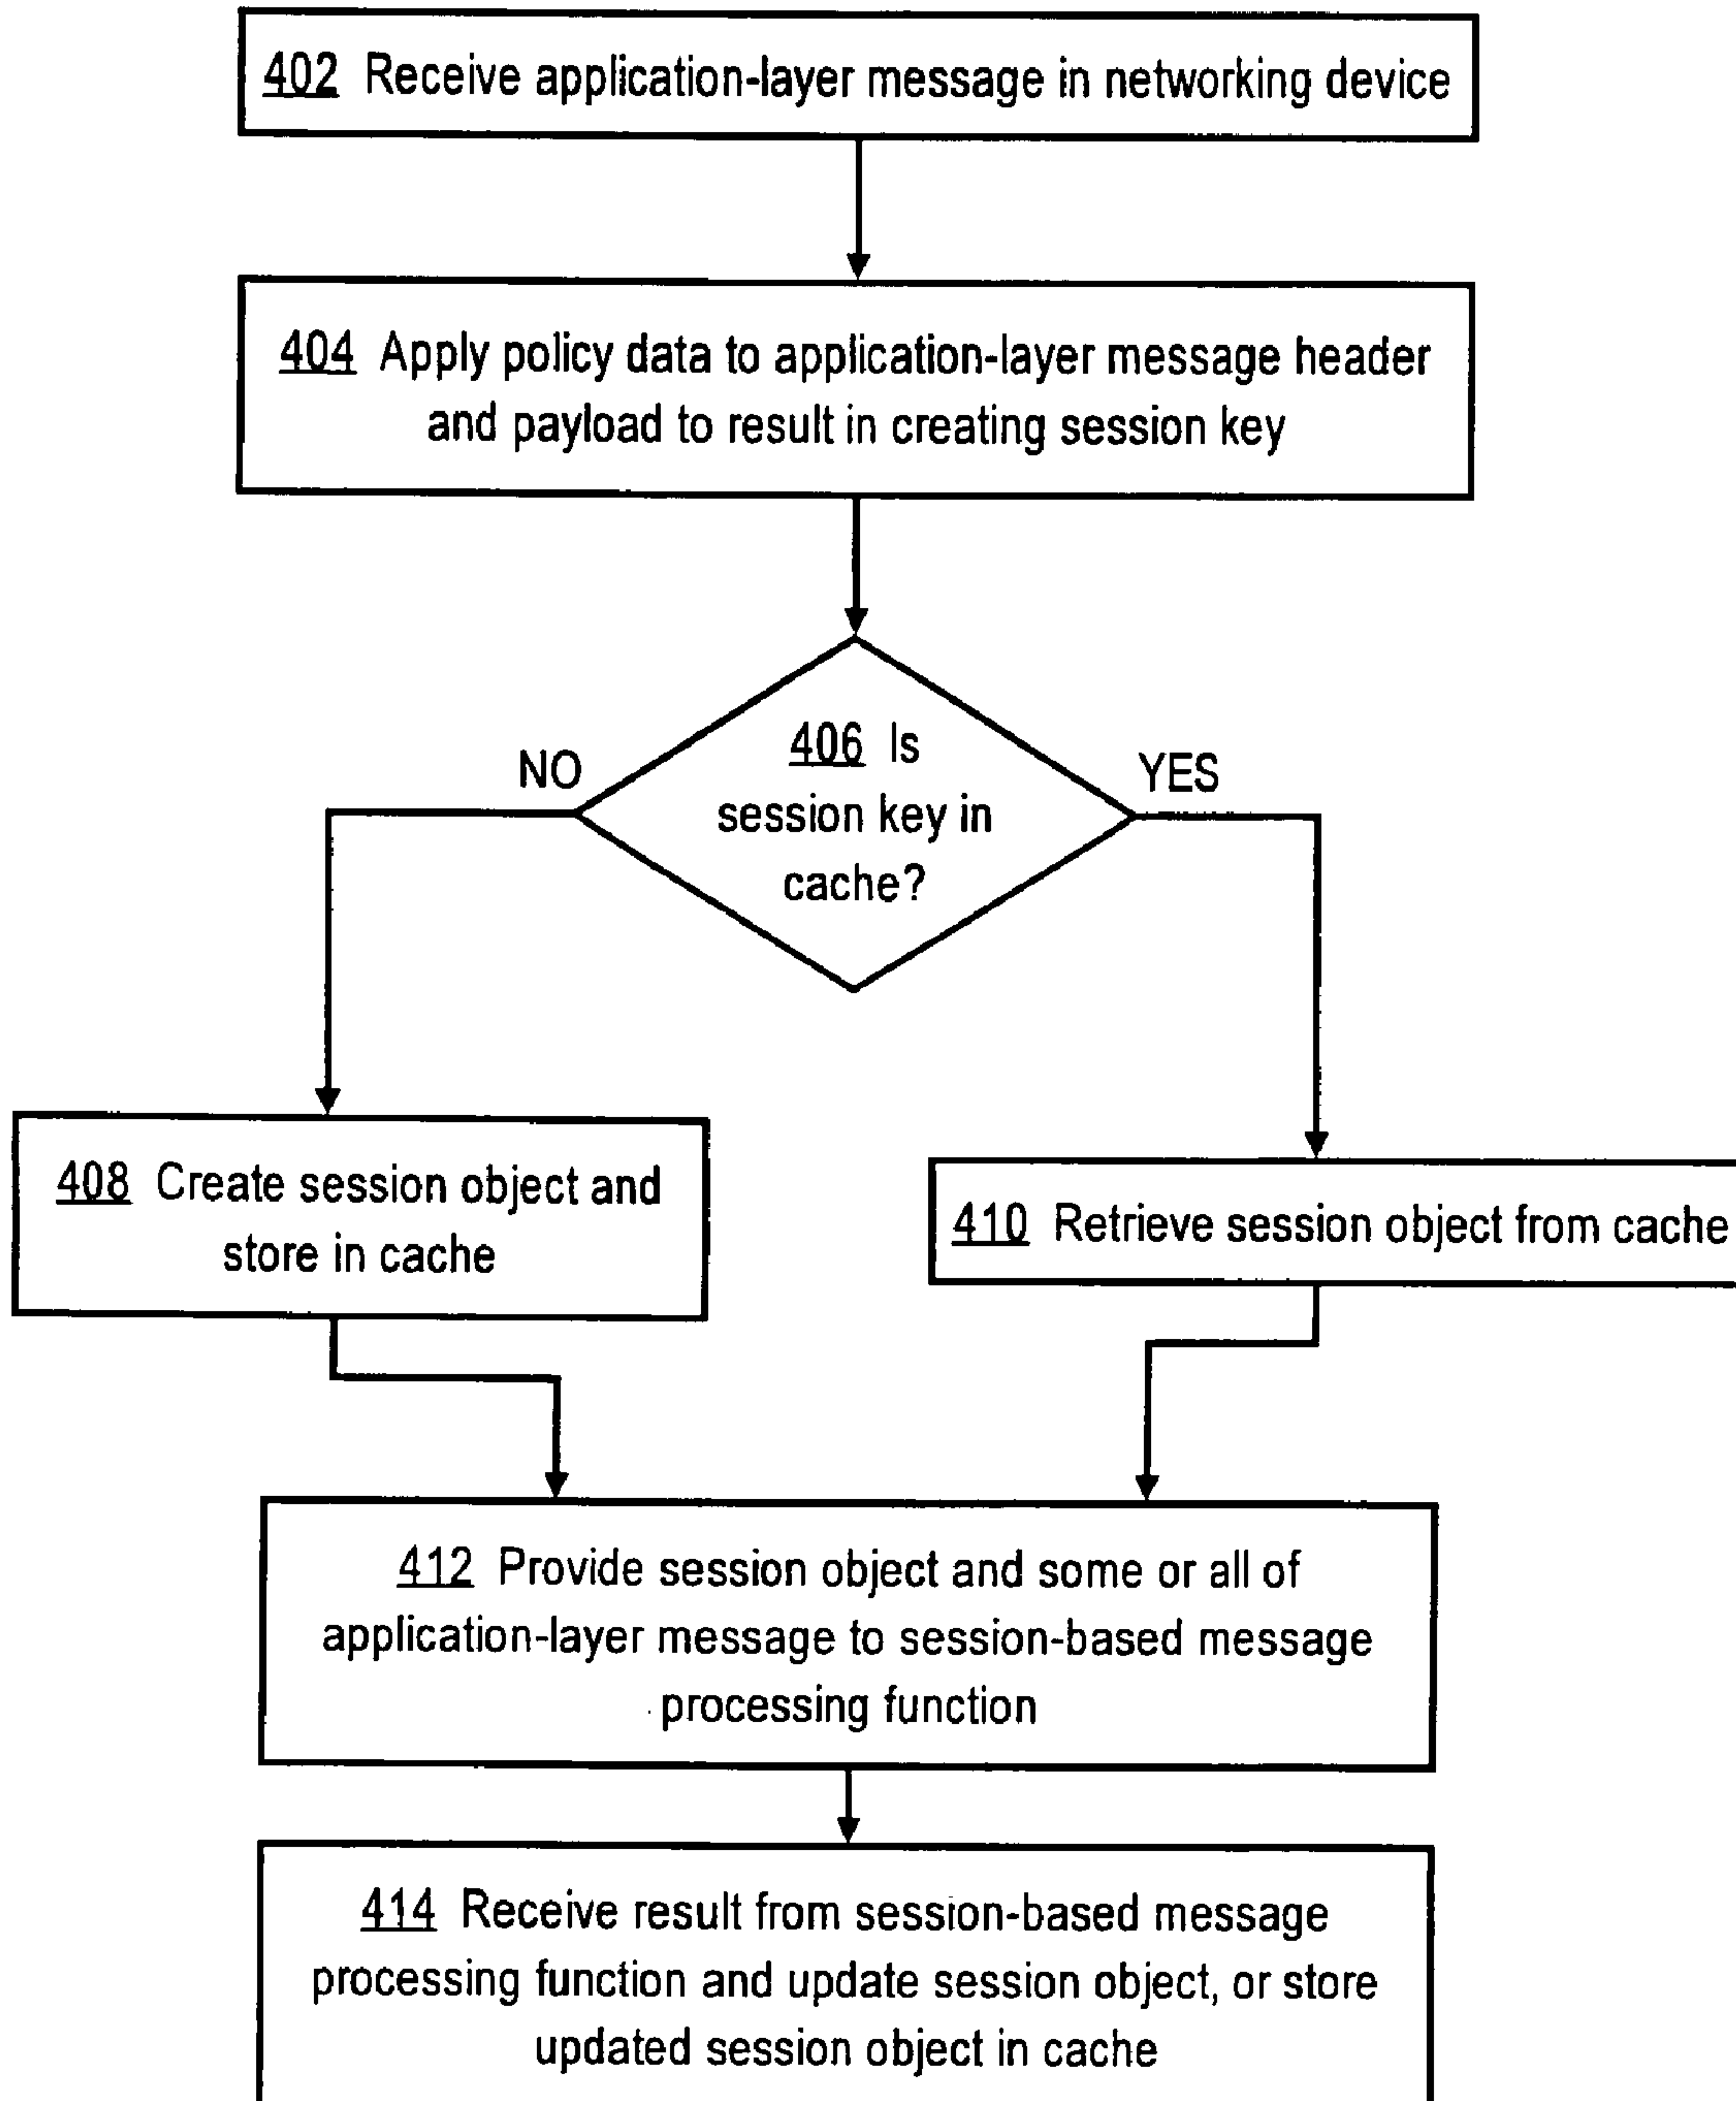 402 Receive application-layer message in networking device
404 Apply policy data to application-layer message header
and payload to result in creating session key
406 Is
session key in
cache?
NO
YES
408 Create session object and
store in cache
410 Retrieve session object from cache
412 Provide session object and some or all of
application-layer message to session-based message
processing function
414 Receive result from session-based message
processing function and update session object, or store
updated session object in cache